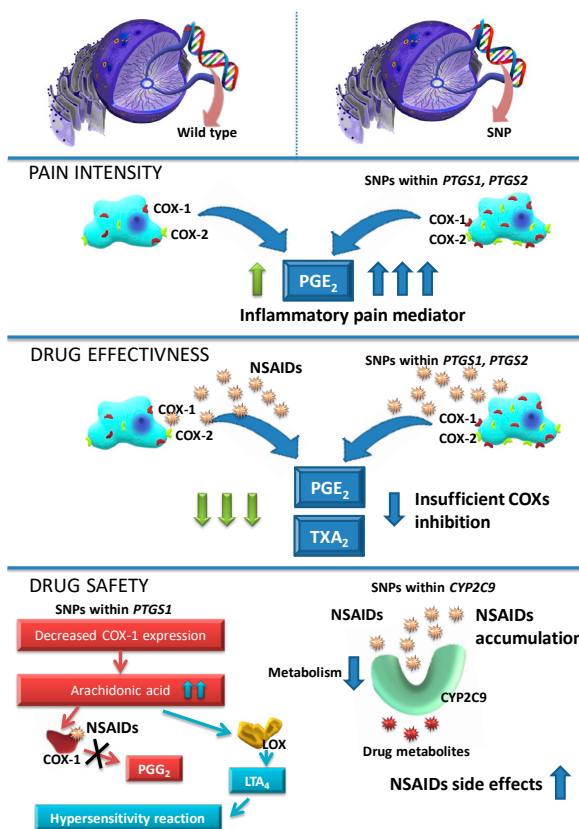 Wild type
SNP
PAIN INTENSITY
SNPs within PTGS1, PTGS2
COX-1
COX-2
COX-1
COX-2
PGE2
Inflammatory pain mediator
DRUG EFFECTIVNESS
NSAIDs
SNPs within PTGS1, PTGS2
COX-1
COX-2
COX-1
COX-2
PGE2
TXA2
Insufficient COXs
inhibition
DRUG SAFETY
SNPs within PTGS1
Decreased COX-1 expression
Arachidonic acid
NSAIDs
COX-1
PGG2
LOX
LTA4
Hypersensitivity reaction
SNPs within CYP2C9
NSAIDs
NSAIDs
accumulation
Metabolism
CYP2C9
Drug metabolites
NSAIDs side effects